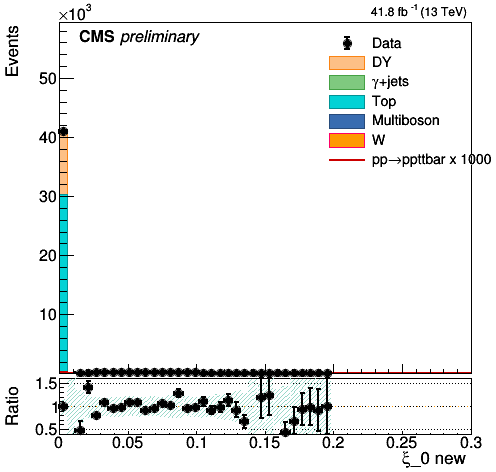 ×10³
41.8 fb⁻¹ (13 TeV)
CMS preliminary
Events
50
40
30
20
10
Data
DY
γ+jets
Top
Multiboson
W
pp→ppttbar x 1000
Ratio
1.5
1
0.5
0 0.05 0.1 0.15 0.2 0.25 0.3
ξ_0 new